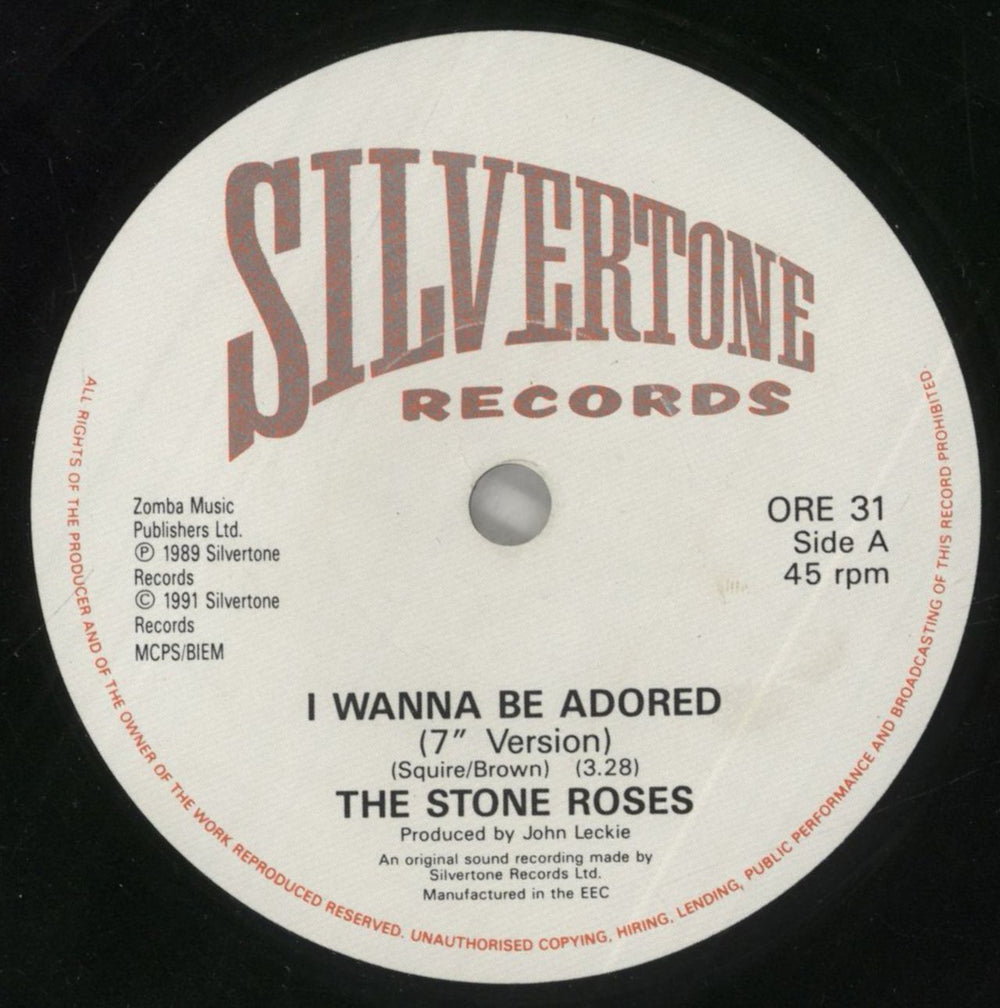 SILVERTONE
RECORDS
Zomba Music
Publishers Ltd.
Ⓟ 1989 Silvertone
Records
© 1991 Silvertone
Records
MCPS/BIEM
ORE 31
Side A
45 rpm
I WANNA BE ADORED
(7" Version)
(Squire/Brown) (3.28)
THE STONE ROSES
Produced by John Leckie
An original sound recording made by
Silvertone Records Ltd.
Manufactured in the EEC
ALL RIGHTS OF THE PRODUCER AND OF THE OWNER OF THE WORK REPRODUCED RESERVED. UNAUTHORISED COPYING, HIRING, LENDING, PUBLIC PERFORMANCE AND BROADCASTING OF THIS RECORD PROHIBITED.